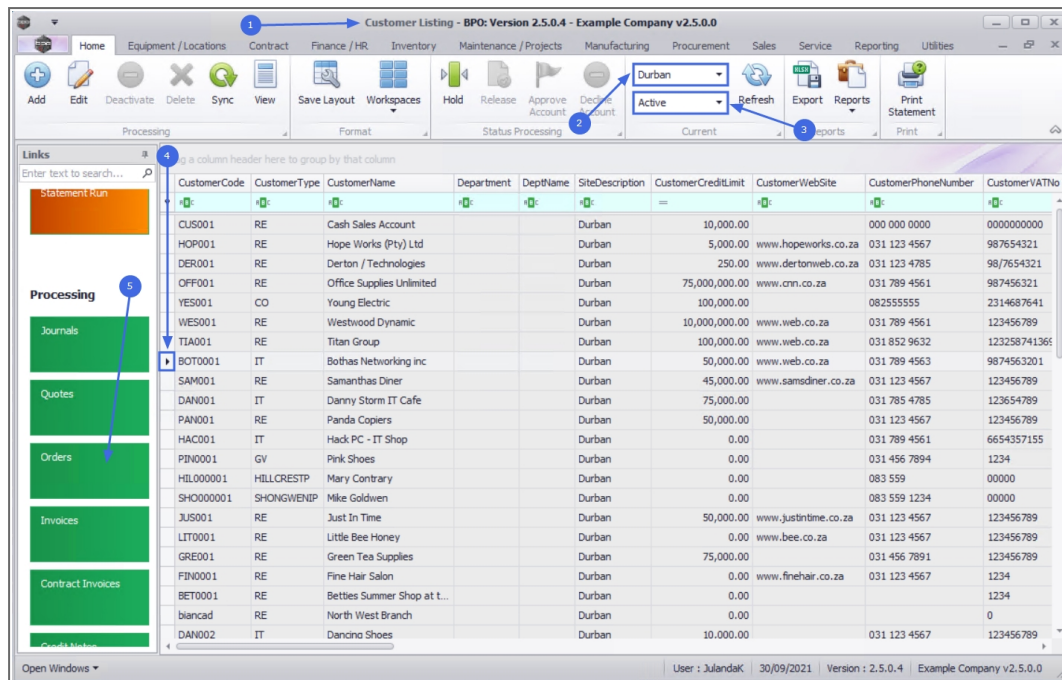 1
Customer Listing - BPO: Version 2.5.0.4 - Example Company v2.5.0.0
Home Equipment / Locations Contract Finance / HR Inventory Maintenance / Projects Manufacturing Procurement Sales Service Reporting Utilities
Add Edit Deactivate Delete Sync View Save Layout Workspaces Hold Release Approve Account Decline Account Durban Active Refresh Export Reports Print Statement
2 3
Processing Format Status Processing Current Reports Print
Links 4
Enter text to search... a column header here to group by that column
CustomerCode CustomerType CustomerName Department DeptName SiteDescription CustomerCreditLimit CustomerWebSite CustomerPhoneNumber CustomerVATNo
Statement Run
CUS001 RE Cash Sales Account Durban 10,000.00 000 000 0000 0000000000
HOP001 RE Hope Works (Pty) Ltd Durban 5,000.00 www.hopeworks.co.za 031 123 4567 987654321
DER001 RE Derton / Technologies Durban 250.00 www.dertonweb.co.za 031 123 4785 98/7654321
OFF001 RE Office Supplies Unlimited Durban 75,000,000.00 www.cnn.co.za 031 789 4561 987456321
YES001 CO Young Electric Durban 100,000.00 082555555 2314687641
WES001 RE Westwood Dynamic Durban 10,000,000.00 www.web.co.za 031 789 4561 123456789
TIA001 RE Titan Group Durban 100,000.00 www.web.co.za 031 852 9632 123258741369
BOT0001 IT Bothas Networking inc Durban 50,000.00 www.web.co.za 031 789 4563 9874563201
SAM001 RE Samanthas Diner Durban 45,000.00 www.samsdiner.co.za 031 123 4567 123456789
DAN001 IT Danny Storm IT Cafe Durban 75,000.00 031 785 4785 123654789
PAN001 RE Panda Copiers Durban 50,000.00 031 123 4567 123456789
HAC001 IT Hack PC - IT Shop Durban 0.00 031 789 4561 6654357155
PIN0001 GV Pink Shoes Durban 0.00 031 456 7894 1234
HIL000001 HILLCRESTP Mary Contrary Durban 0.00 083 559 00000
SHO000001 SHONGWENIP Mike Goldwen Durban 0.00 083 559 1234 00000
JUS001 RE Just In Time Durban 50,000.00 www.justintime.co.za 031 123 4567 123456789
LIT0001 RE Little Bee Honey Durban 0.00 www.bee.co.za 031 123 4567 123456789
GRE001 RE Green Tea Supplies Durban 75,000.00 031 456 7891 123456789
FIN0001 RE Fine Hair Salon Durban 0.00 www.finehair.co.za 031 123 4567 1234
BET0001 RE Betties Summer Shop at t... Durban 0.00 1234
biancad RE North West Branch Durban 0.00 0
DAN002 IT Dancing Shoes Durban 10,000.00 031 123 4567 123456789
Processing
5
Journals
Quotes
Orders
Invoices
Contract Invoices
Credit Notes
Open Windows User : JulandaK 30/09/2021 Version : 2.5.0.4 Example Company v2.5.0.0